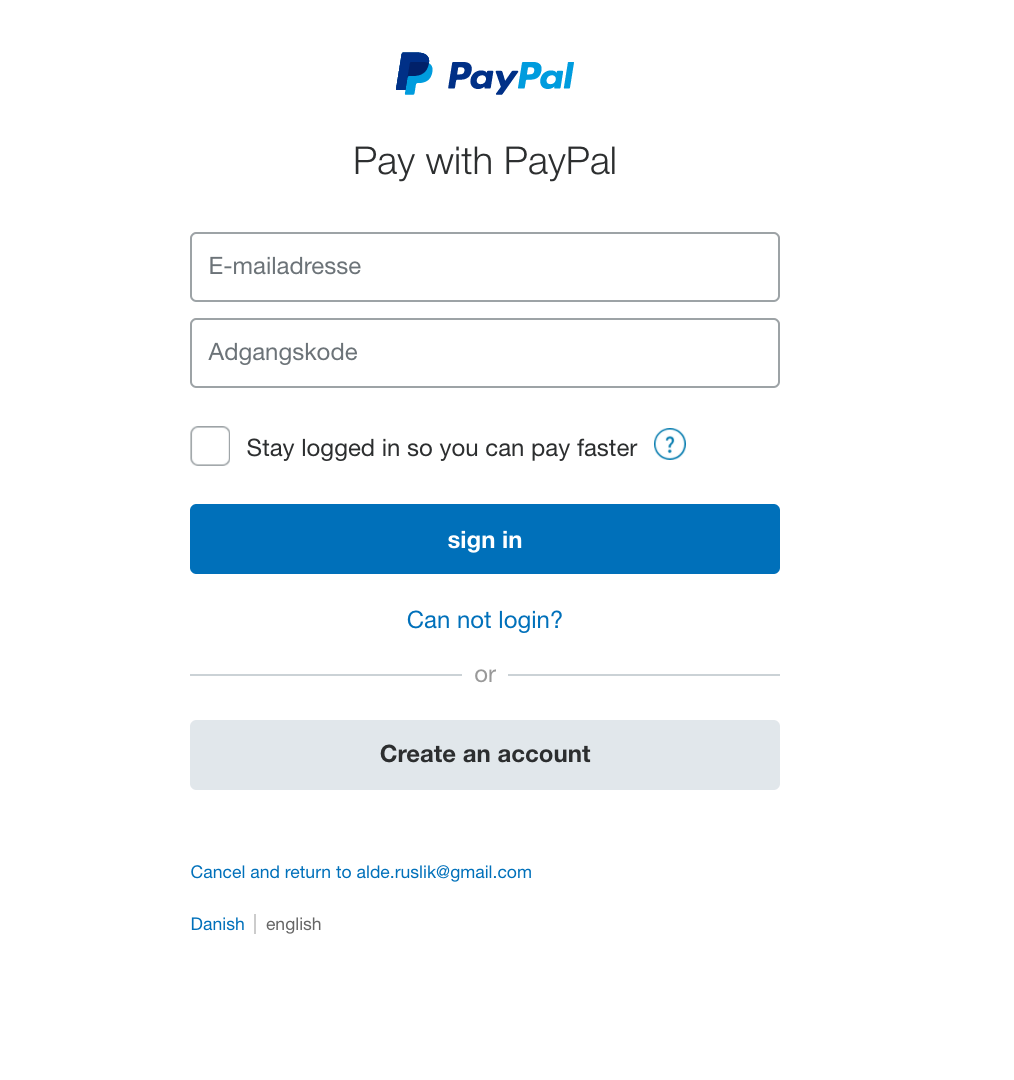 PayPal
Pay with PayPal
E-mailadresse
Adgangskode
Stay logged in so you can pay faster ?
sign in
Can not login?
or
Create an account
Cancel and return to alde.ruslik@gmail.com
Danish | english